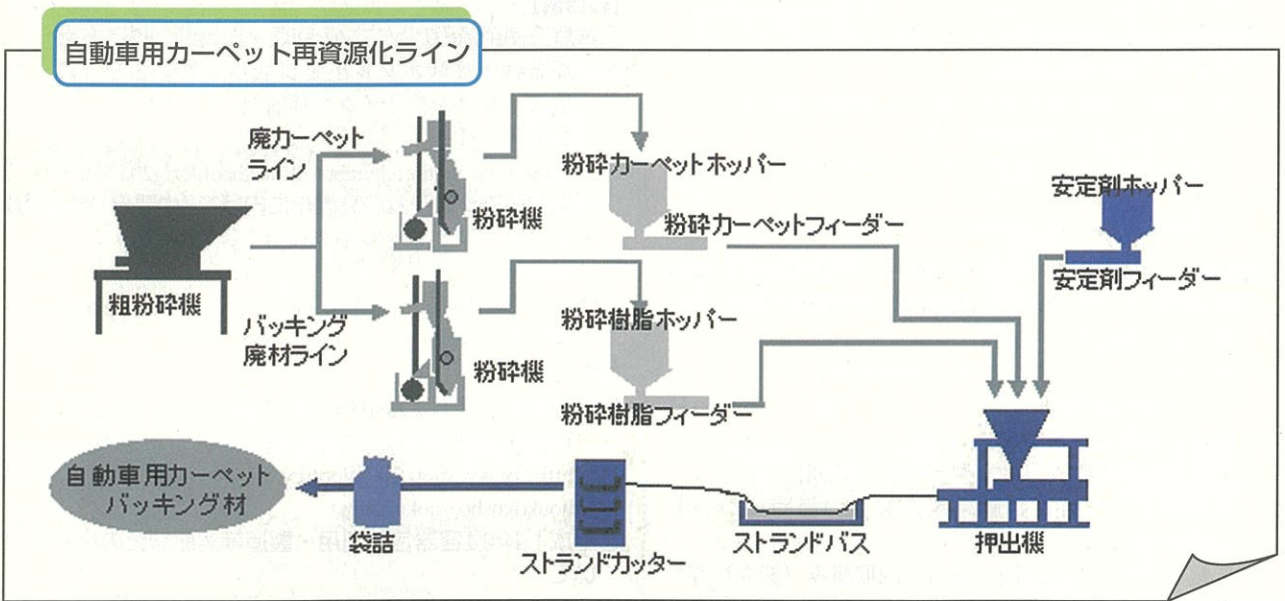 自動車用カーペット再資源化ライン
廃カーペット
ライン
粉砕機
粉砕カーペットホッパー
粉砕カーペットフィーダー
安定剤ホッパー
安定剤フィーダー
粗粉砕機
バッキング
廃材ライン
粉砕機
粉砕樹脂ホッパー
粉砕樹脂フィーダー
自動車用カーペット
バッキング材
袋詰
ストランドカッター
ストランドバス
押出機